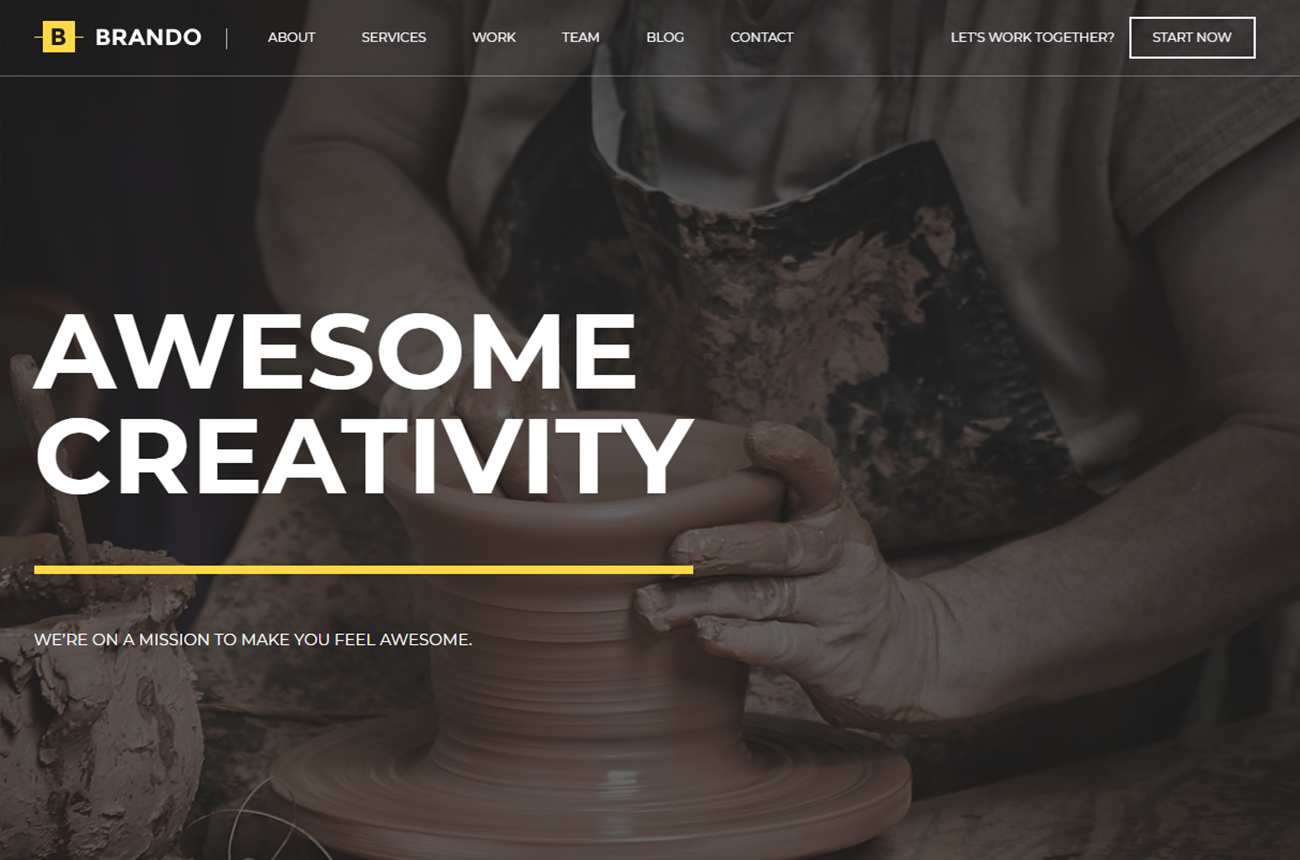 B BRANDO
ABOUT SERVICES WORK TEAM BLOG CONTACT
LET'S WORK TOGETHER? START NOW
AWESOME
CREATIVITY
WE'RE ON A MISSION TO MAKE YOU FEEL AWESOME.